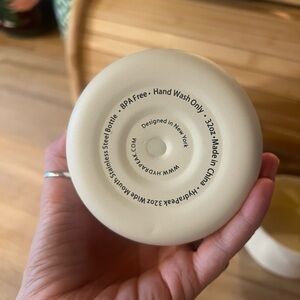 HydraPeak 32oz Wide Mouth Stainless Steel Bottle • BPA Free • Hand Wash Only • 32oz • Made in China •
Designed in New York
WWW.HYDRAPEAK.COM